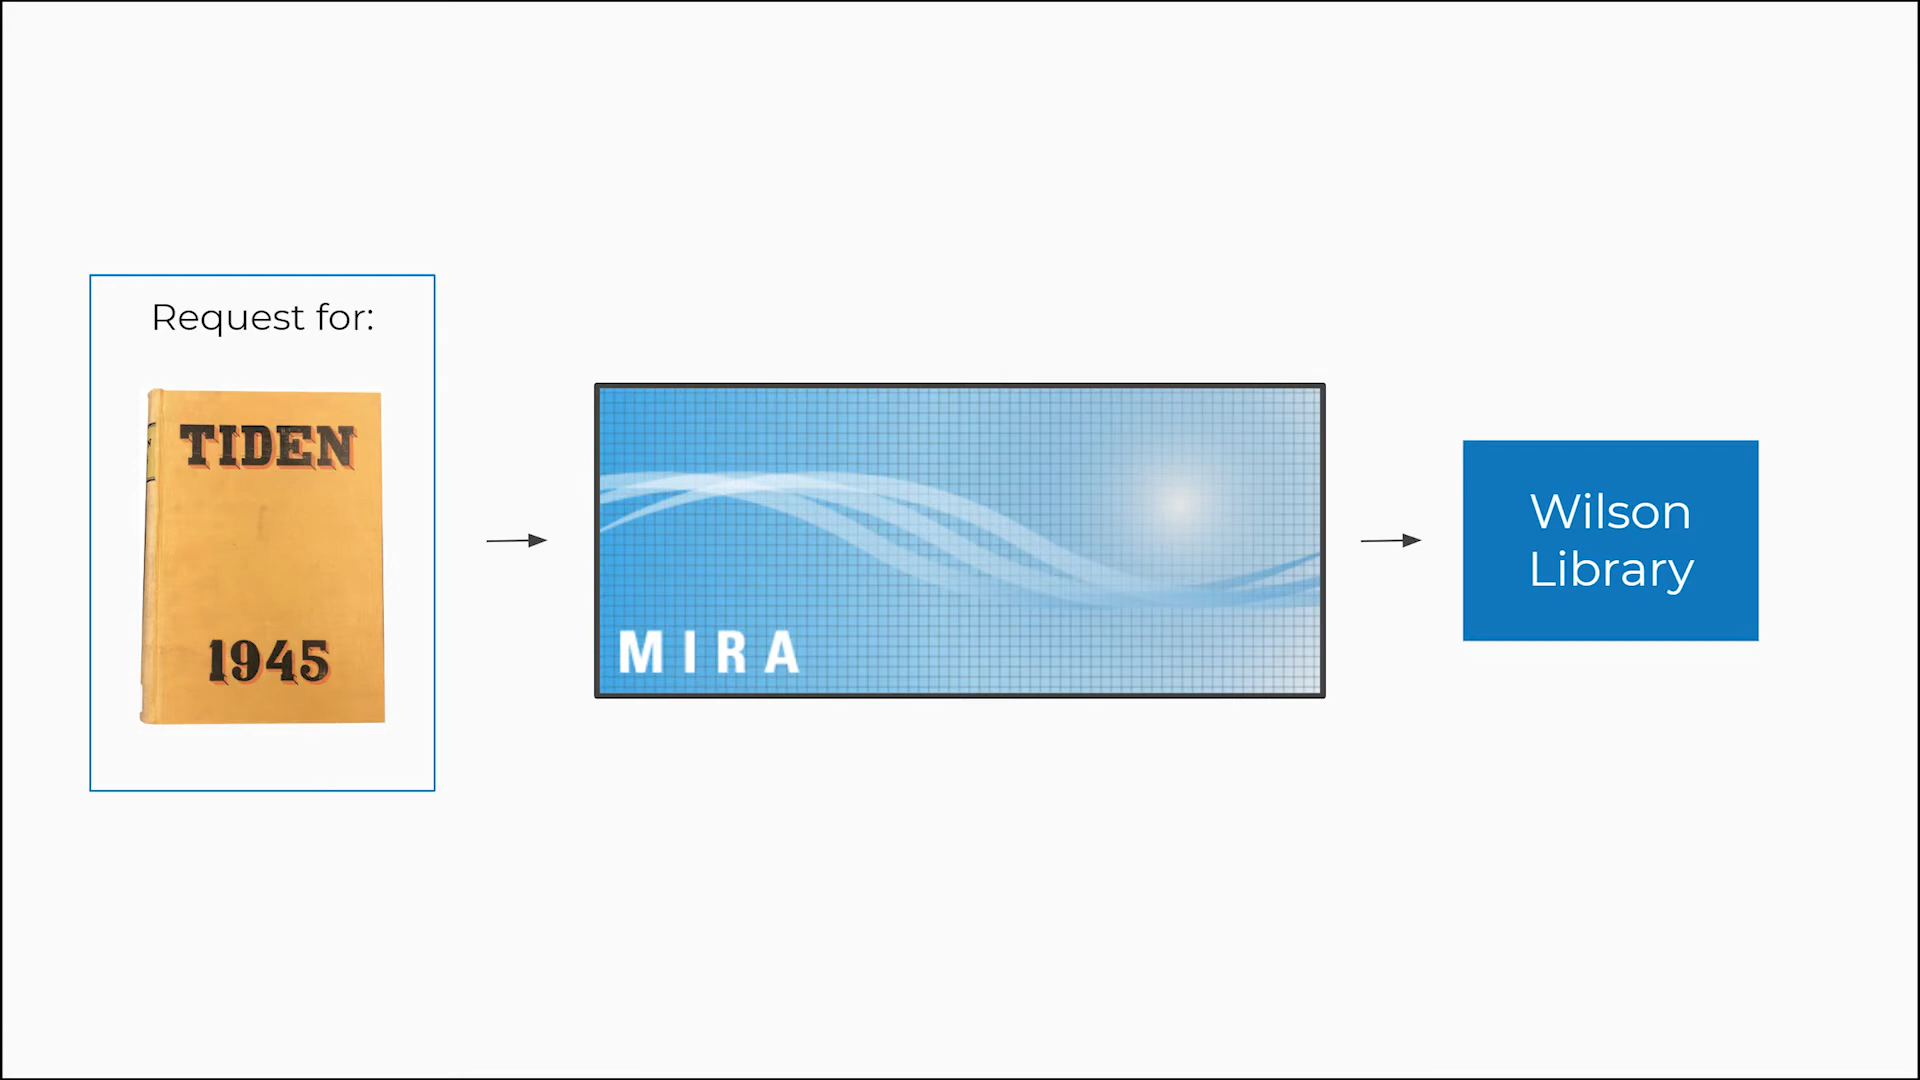 Request for:
TIDEN
1945
MIRA
Wilson
Library